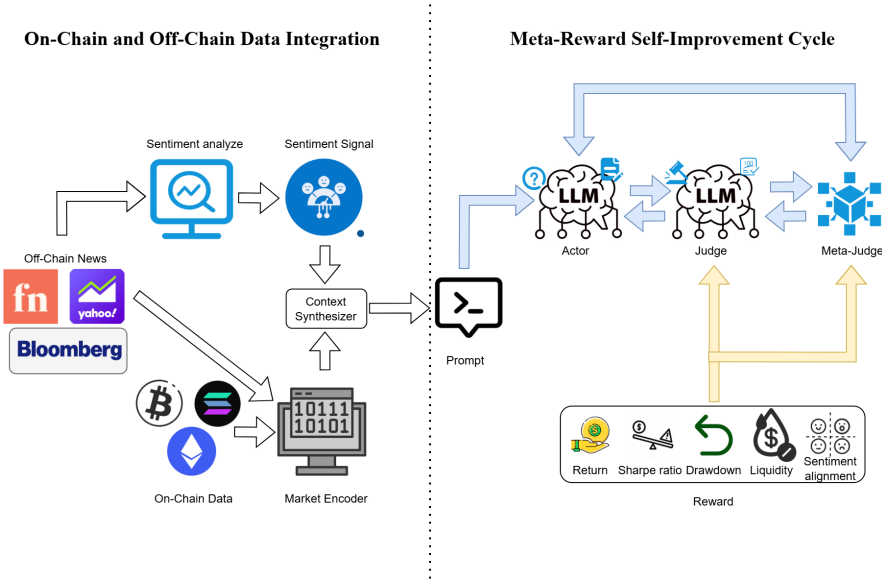 On-Chain and Off-Chain Data Integration
Meta-Reward Self-Improvement Cycle
Sentiment analyze
Sentiment Signal
Off-Chain News
fn
yahoo!
Bloomberg
Context
Synthesizer
10111
10101
On-Chain Data
Market Encoder
Prompt
?
LLM
Actor
LLM
100
Judge
Meta-Judge
$
Return
$
Sharpe ratio
Drawdown
$
Liquidity
Sentiment
alignment
Reward